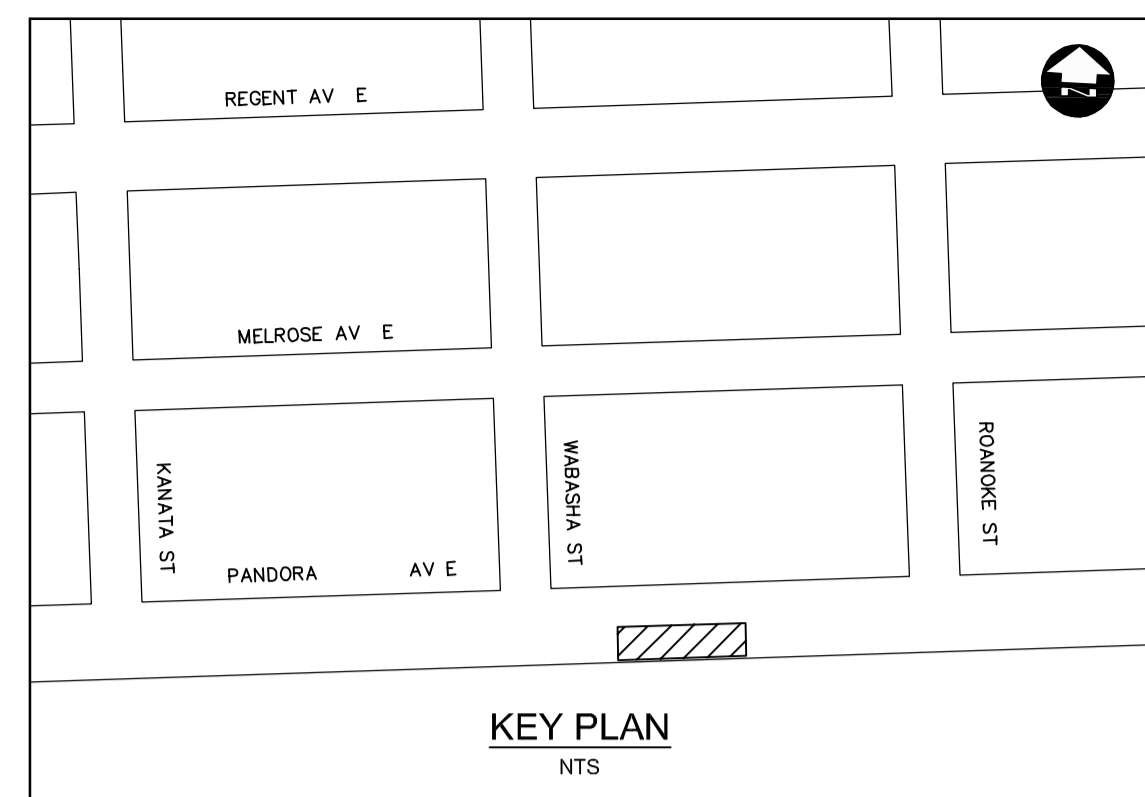 REGENT AV E
N
MELROSE AV E
KANATA ST
WABASHA ST
ROANOKE ST
PANDORA AV E
KEY PLAN
NTS